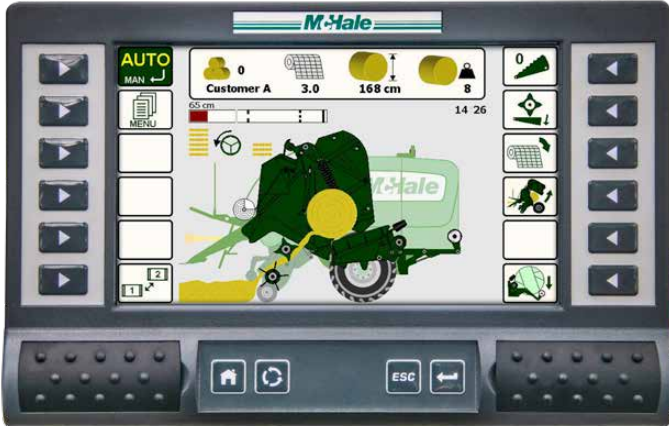 McHale
AUTO
MAN
0
Customer A
3.0
168 cm
8
0
65 cm
14 26
MENU
McHale
2
1
ESC